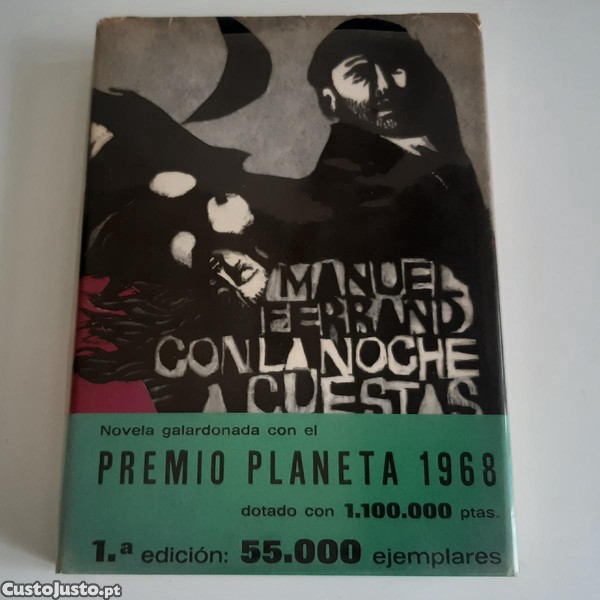 MANUEL
FERRAND
CON LA NOCHE
A CUESTAS
Novela galardonada con el
PREMIO PLANETA 1968
dotado con 1.100.000 ptas.
1.ª edición: 55.000 ejemplares
CustoJusto.pt